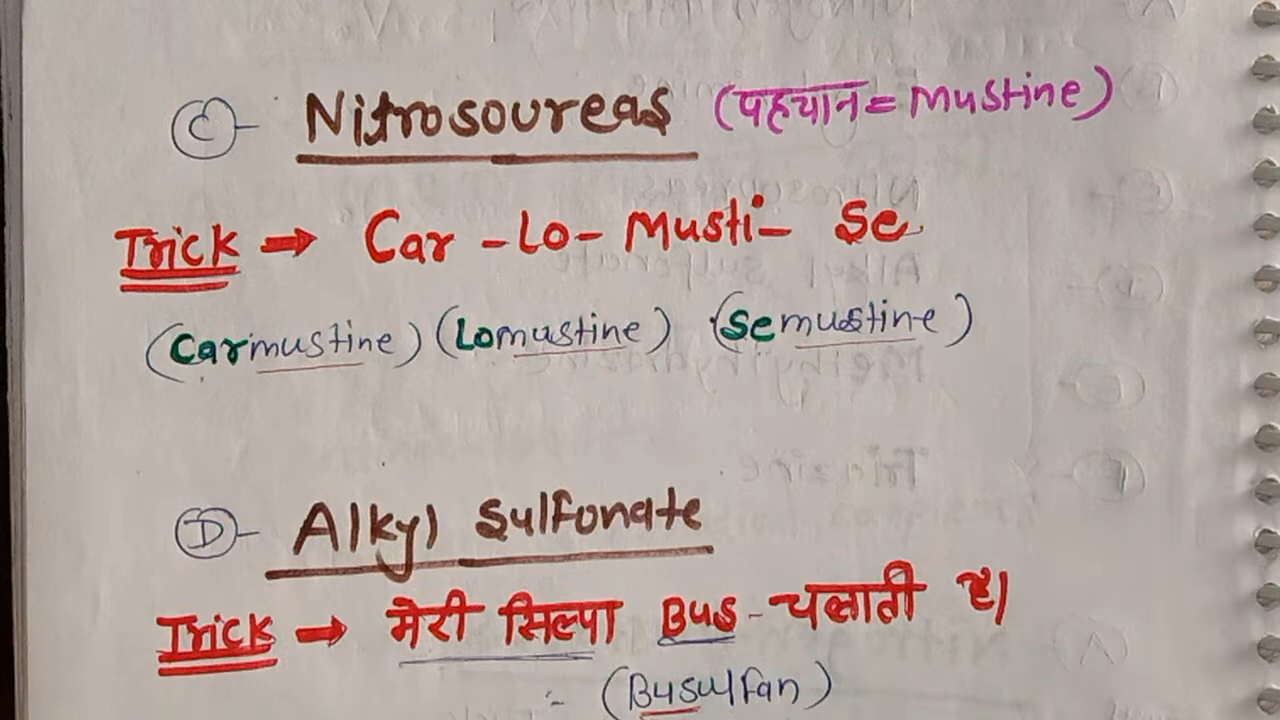 C- Nitrosoureas (पहचान = mustine)
Trick → Car - Lo - Musti - Se
(Carmustine) (Lomustine) (Semustine)
D- Alkyl Sulfonate
Trick → मेरी सिल्पा Bus - चलाती है।
(Busulfan)